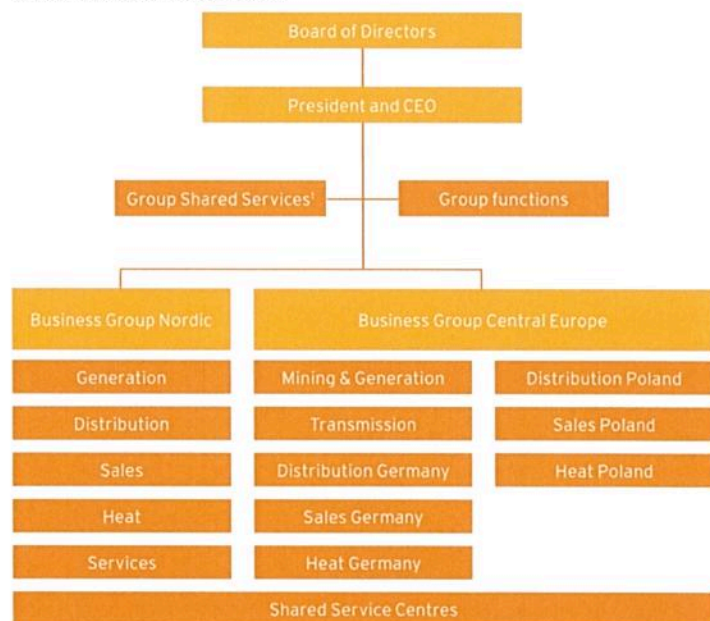 Board of Directors
President and CEO
Group Shared Services¹
Group functions
Business Group Nordic
Business Group Central Europe
Generation
Mining & Generation
Distribution Poland
Distribution
Transmission
Sales Poland
Sales
Distribution Germany
Heat Poland
Heat
Sales Germany
Services
Heat Germany
Shared Service Centres